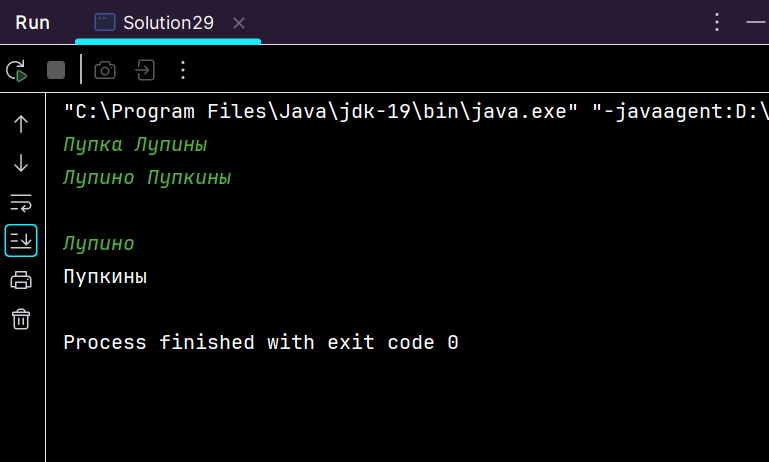 Run Solution29
"C:\Program Files\Java\jdk-19\bin\java.exe" "-javaagent:D:\
Пупка Лупины
Лупино Пупкины
Лупино
Пупкины
Process finished with exit code 0